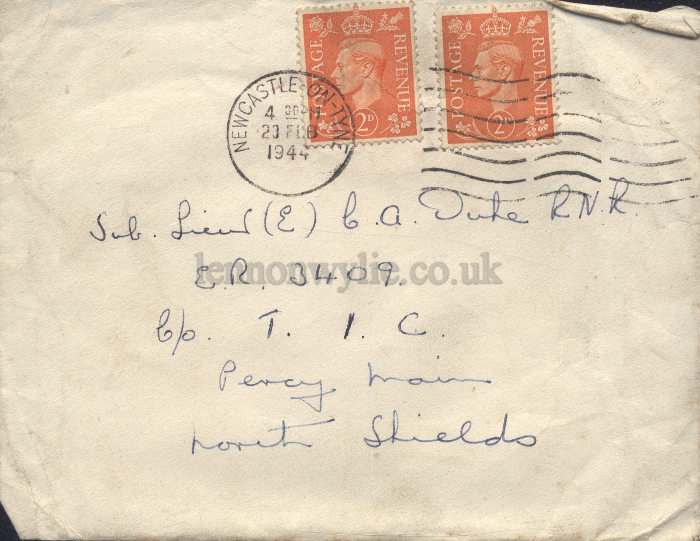 POSTAGE REVENUE 2D
POSTAGE REVENUE 2D
NEWCASTLE-ON-TYNE
4 30 PM
23 FEB
1944
Sub. Lieut (E) C. A. Duke R.N.R.
E.R. 3409.
lennonwylie.co.uk
C/o. T. I. C.
Percy Main
North Shields